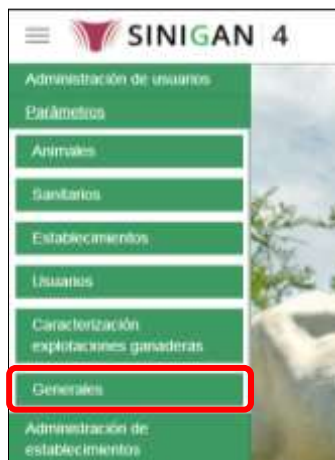 SINIGAN 4
Administración de usuarios
Parámetros
Animales
Sanitarios
Establecimientos
Usuarios
Caracterización
explotaciones ganaderas
Generales
Administración de
establecimientos